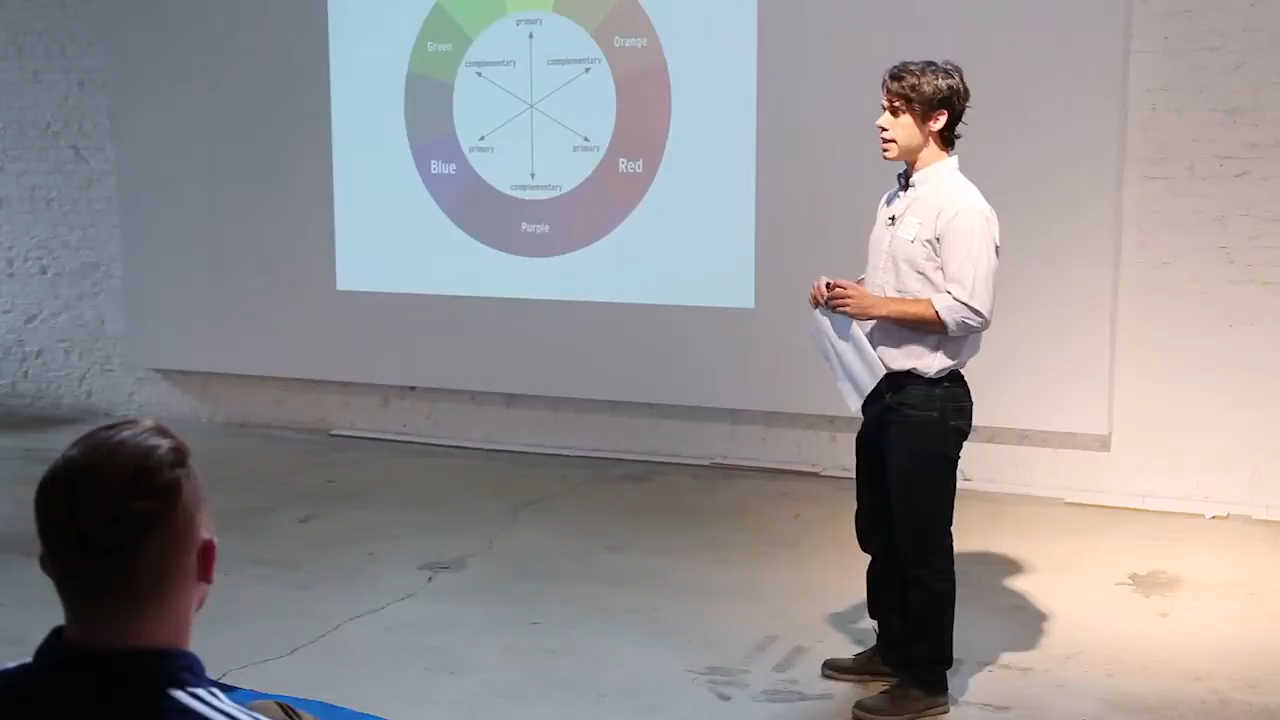 primary
Green
Orange
complementary
complementary
primary
primary
Blue
Red
complementary
Purple